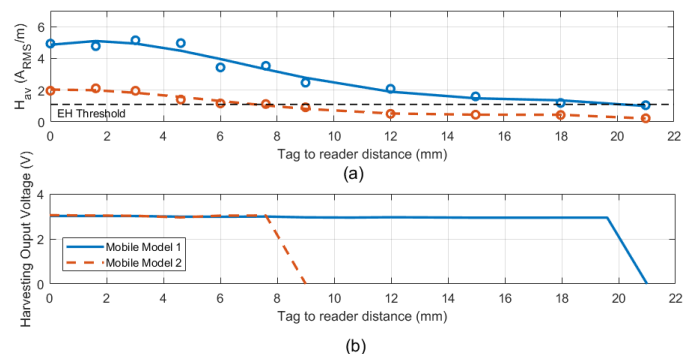 H_av (A_RMS/m)
6
4
2
0
EH Threshold
0 2 4 6 8 10 12 14 16 18 20 22
Tag to reader distance (mm)
(a)
Harvesting Ouput Voltage (V)
4
2
0
Mobile Model 1
Mobile Model 2
0 2 4 6 8 10 12 14 16 18 20 22
Tag to reader distance (mm)
(b)